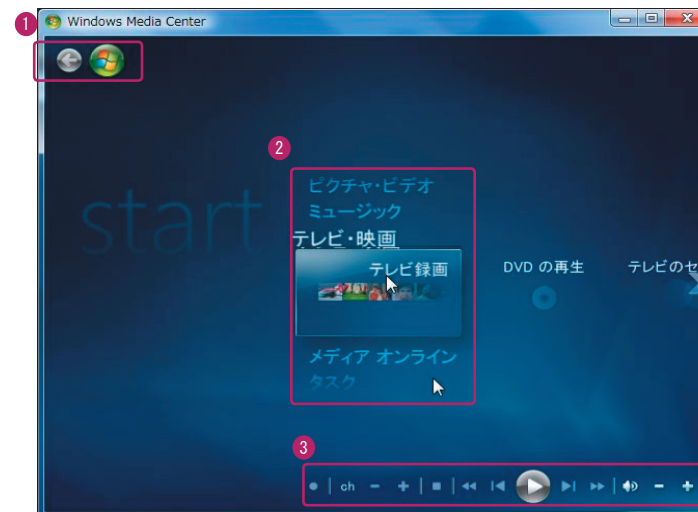 1
Windows Media Center
2
start
ピクチャ・ビデオ
ミュージック
テレビ・映画
テレビ録画
DVD の再生
テレビのセ
メディア オンライン
タスク
3
ch